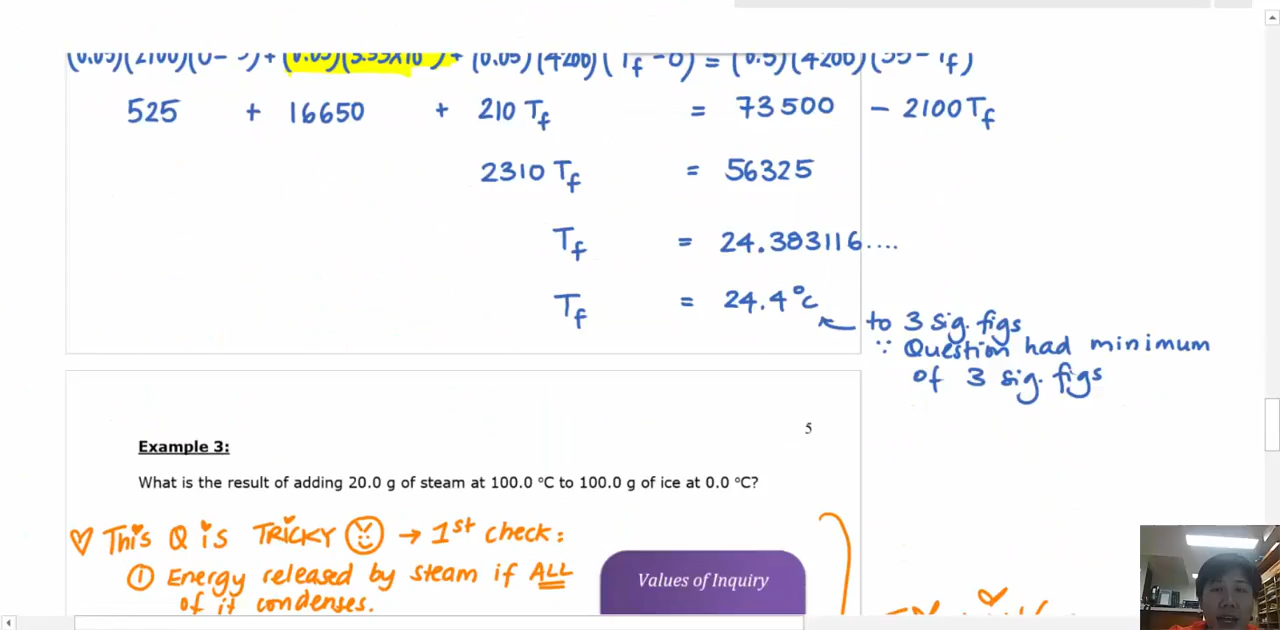 525 + 16650 + 210 Tf = 73500 - 2100Tf
2310 Tf = 56325
Tf = 24.383116....
Tf = 24.4°C
to 3 sig. figs
∵ Question had minimum
of 3 sig. figs
5
Example 3:
What is the result of adding 20.0 g of steam at 100.0 °C to 100.0 g of ice at 0.0 °C?
♡ This Q is TRICKY → 1st check:
① Energy released by steam if ALL
of it condenses.
Values of Inquiry